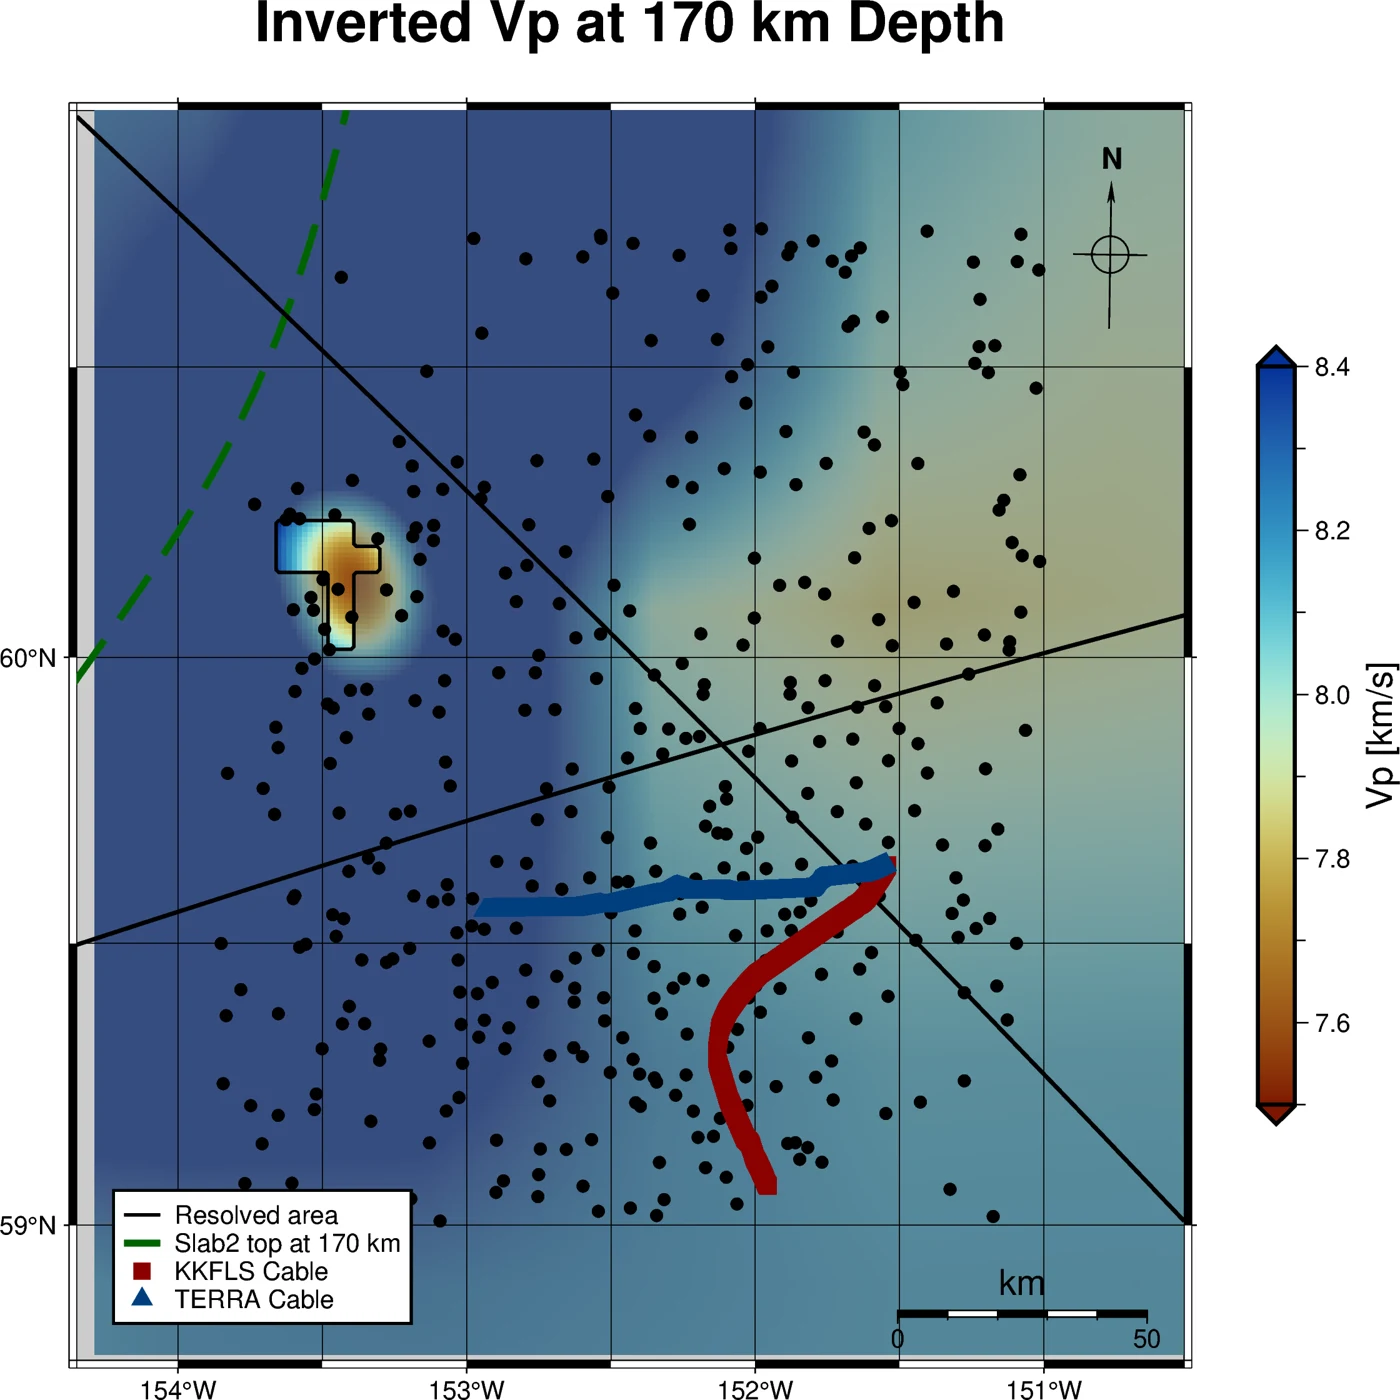 Inverted Vp at 170 km Depth
N
8.4
8.2
8.0
7.8
7.6
Vp [km/s]
60°N
59°N
Resolved area
Slab2 top at 170 km
KKFLS Cable
TERRA Cable
km
0 50
154°W 153°W 152°W 151°W